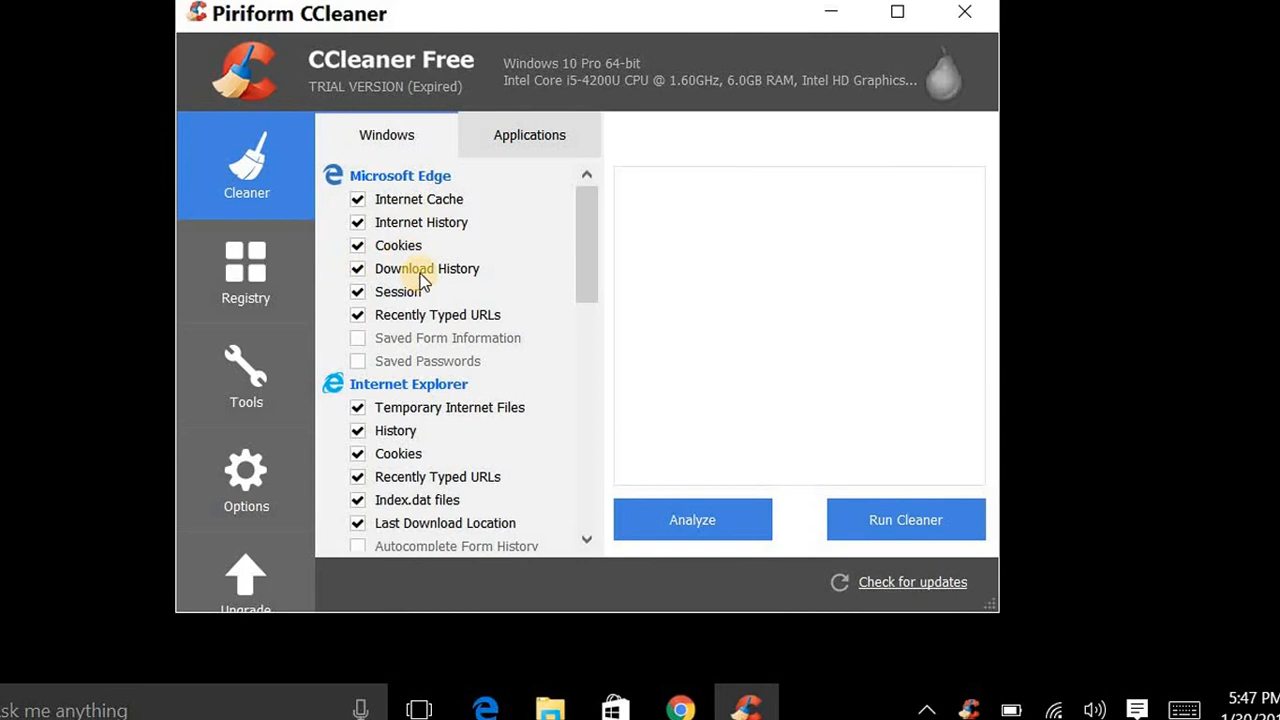 Piriform CCleaner
CCleaner Free
TRIAL VERSION (Expired)
Windows 10 Pro 64-bit
Intel Core i5-4200U CPU @ 1.60GHz, 6.0GB RAM, Intel HD Graphics...
Cleaner
Registry
Tools
Options
Upgrade
Windows
Applications
Microsoft Edge
Internet Cache
Internet History
Cookies
Download History
Session
Recently Typed URLs
Saved Form Information
Saved Passwords
Internet Explorer
Temporary Internet Files
History
Cookies
Recently Typed URLs
Index.dat files
Last Download Location
Autocomplete Form History
Analyze
Run Cleaner
Check for updates
sk me anything
5:47 PM